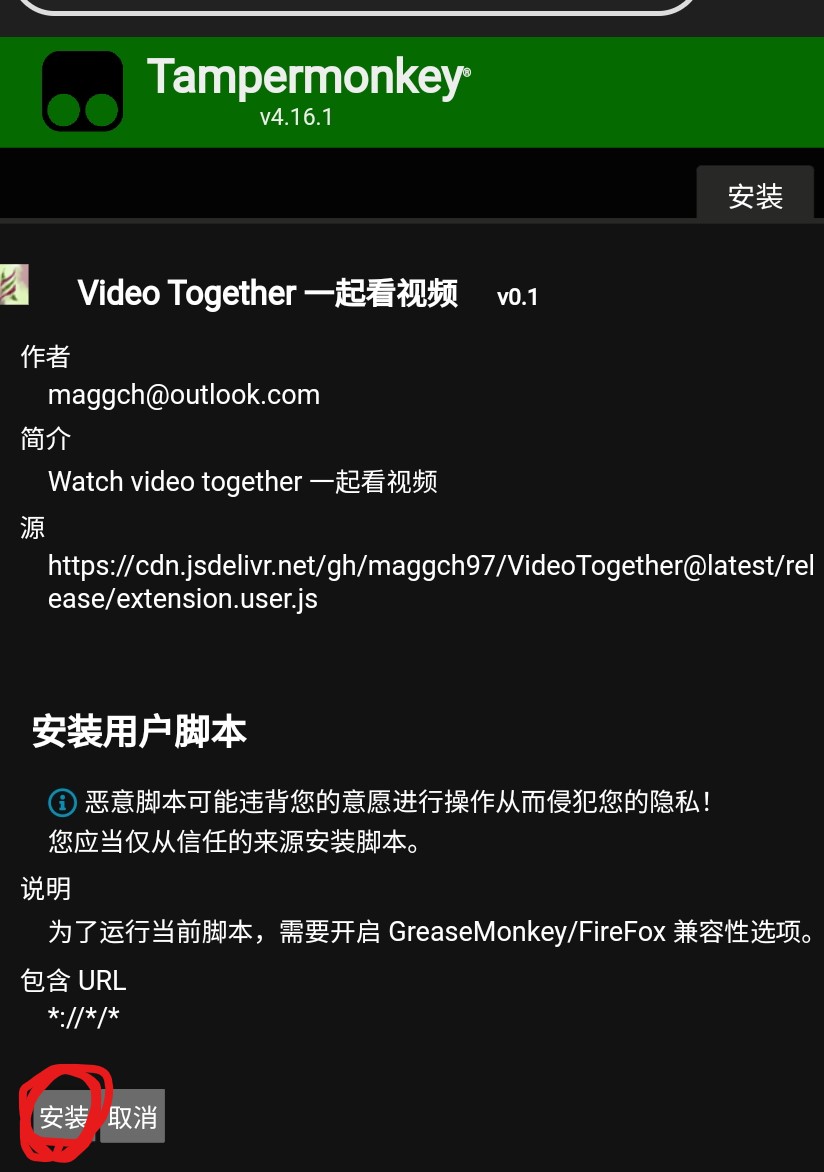 Tampermonkey®
v4.16.1
安装
Video Together 一起看视频 v0.1
作者
maggch@outlook.com
简介
Watch video together 一起看视频
源
https://cdn.jsdelivr.net/gh/maggch97/VideoTogether@latest/rel
ease/extension.user.js
安装用户脚本
恶意脚本可能违背您的意愿进行操作从而侵犯您的隐私！
您应当仅从信任的来源安装脚本。
说明
为了运行当前脚本，需要开启 GreaseMonkey/FireFox 兼容性选项。
包含 URL
*://*/*
安装 取消